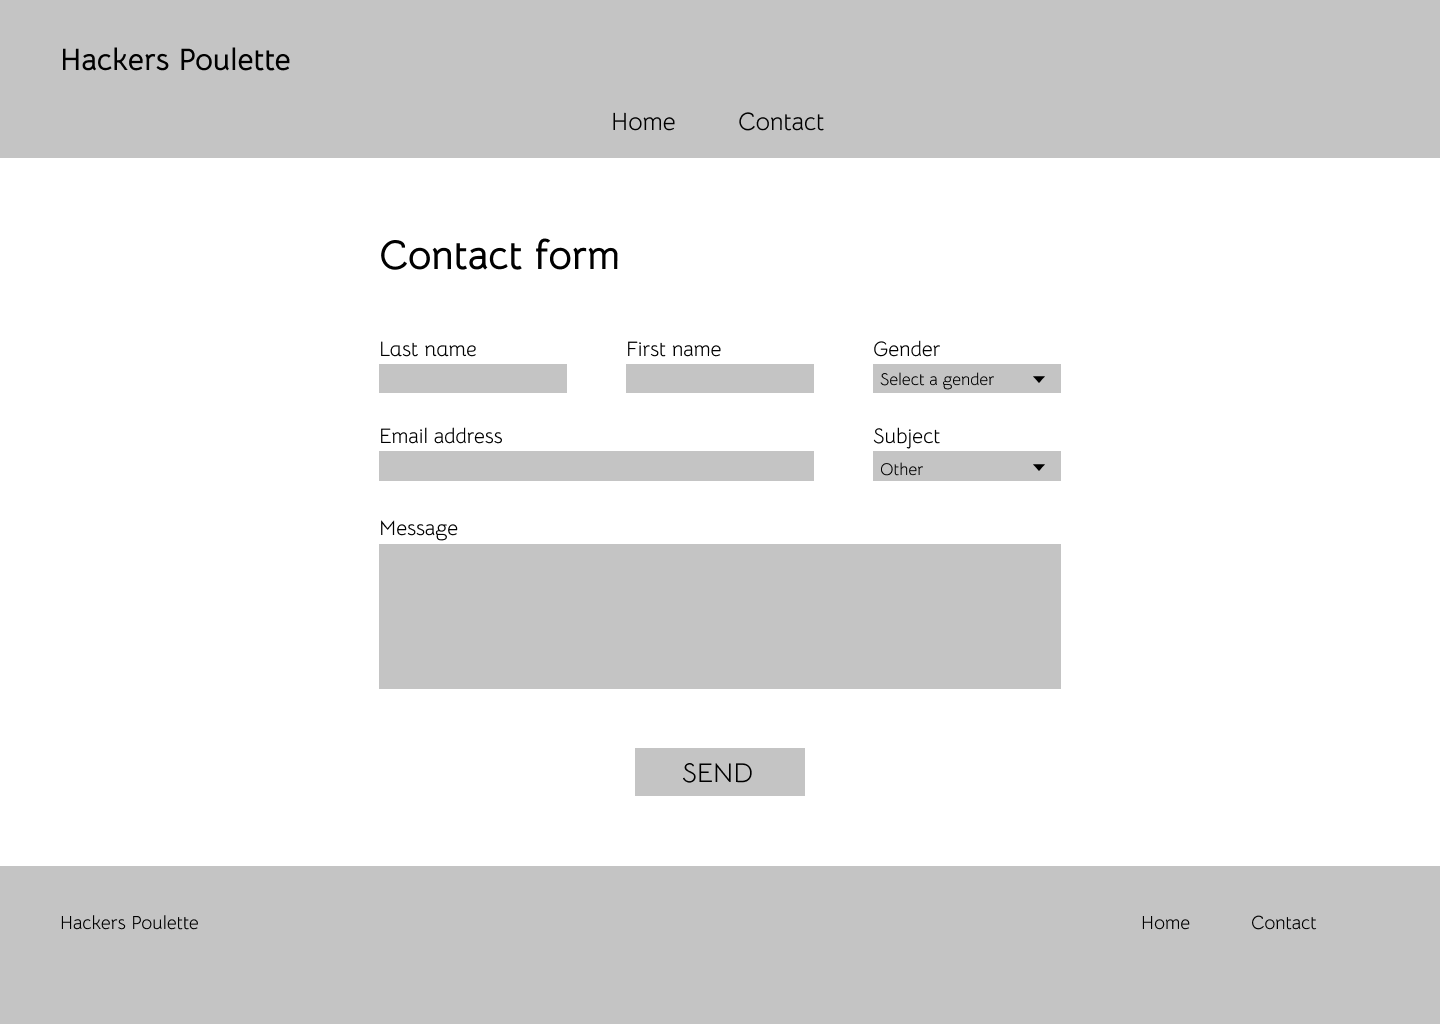 Hackers Poulette
Home Contact
Contact form
Last name First name Gender
Select a gender
Email address Subject
Other
Message
SEND
Hackers Poulette Home Contact